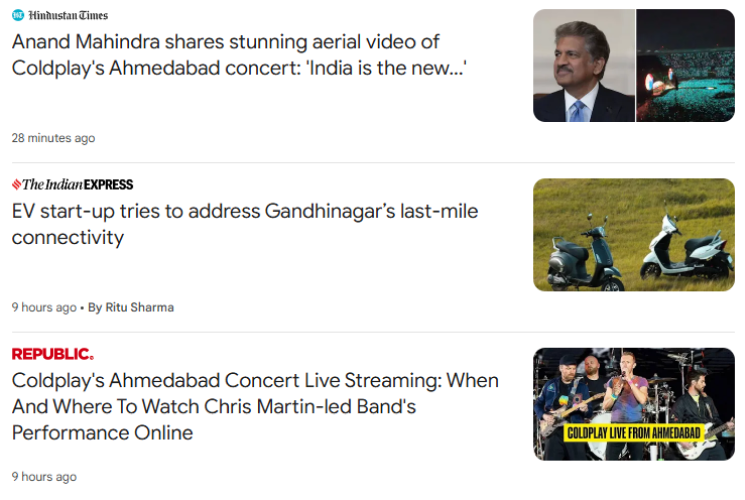 HT Hindustan Times
Anand Mahindra shares stunning aerial video of
Coldplay's Ahmedabad concert: 'India is the new...'
28 minutes ago
The Indian EXPRESS
EV start-up tries to address Gandhinagar’s last-mile
connectivity
9 hours ago • By Ritu Sharma
REPUBLIC.
Coldplay's Ahmedabad Concert Live Streaming: When
And Where To Watch Chris Martin-led Band's
Performance Online
COLDPLAY LIVE FROM AHMEDABAD
9 hours ago